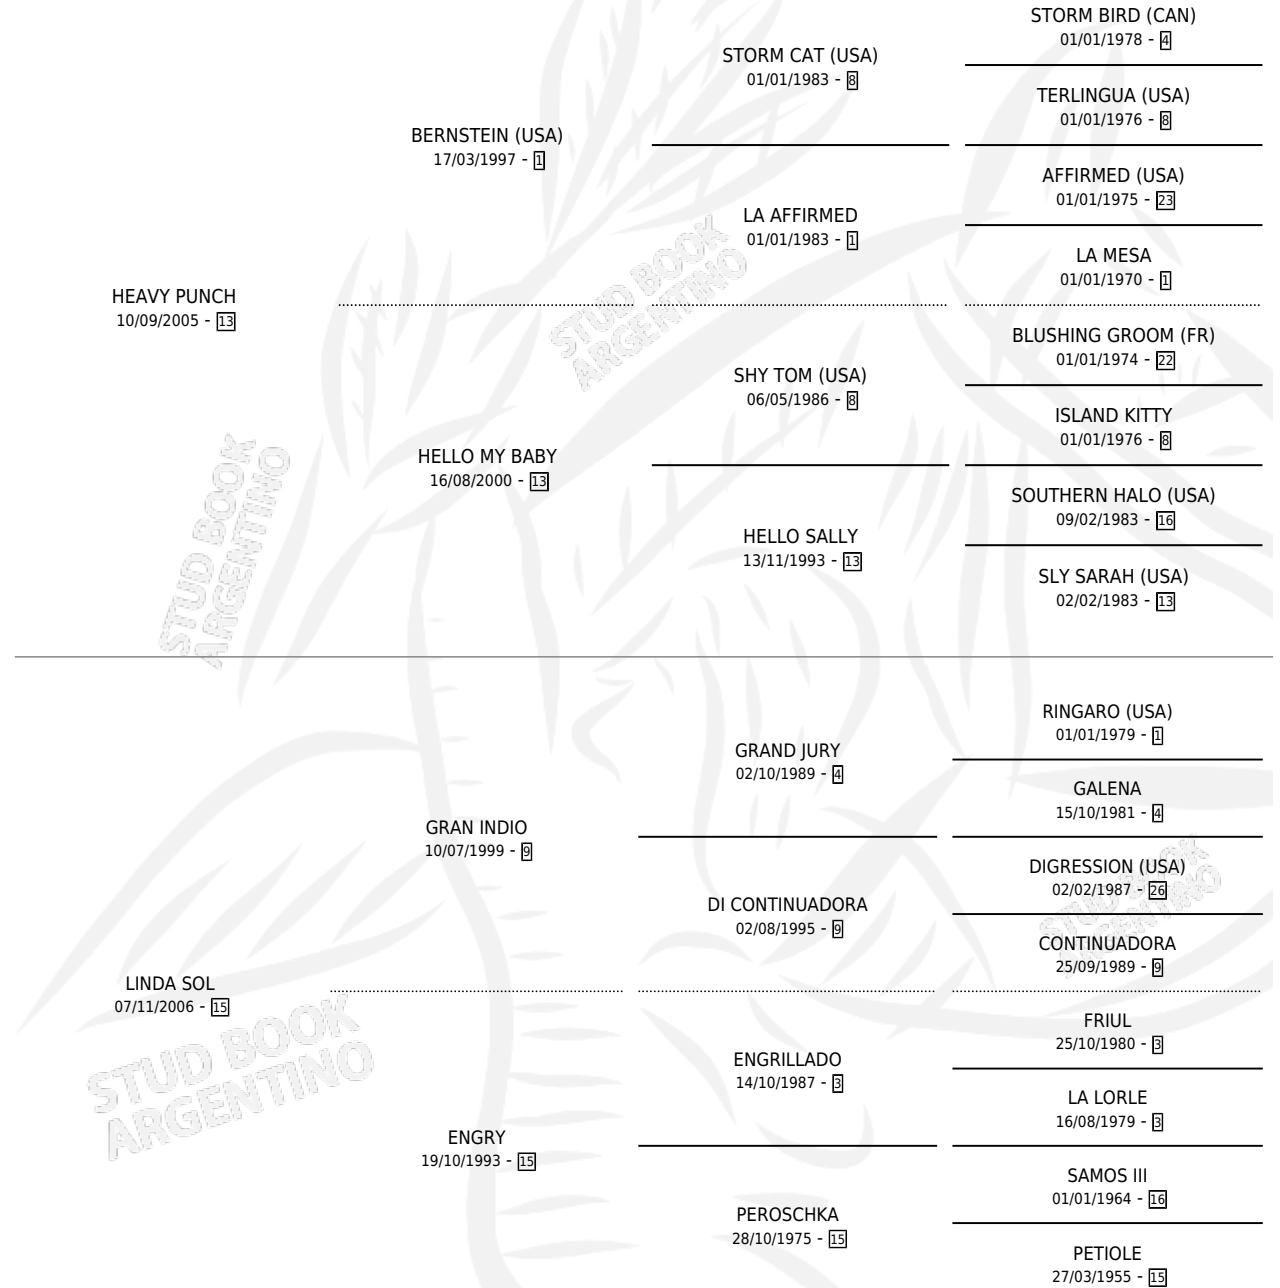 STORM BIRD (CAN)
01/01/1978 - 4
STORM CAT (USA)
01/01/1983 - 8
TERLINGUA (USA)
01/01/1976 - 8
BERNSTEIN (USA)
17/03/1997 - 1
AFFIRMED (USA)
01/01/1975 - 23
LA AFFIRMED
01/01/1983 - 1
LA MESA
01/01/1970 - 1
HEAVY PUNCH
10/09/2005 - 13
STUD BOOK
ARGENTINO
BLUSHING GROOM (FR)
01/01/1974 - 22
SHY TOM (USA)
06/05/1986 - 8
ISLAND KITTY
01/01/1976 - 8
HELLO MY BABY
16/08/2000 - 13
SOUTHERN HALO (USA)
09/02/1983 - 16
HELLO SALLY
13/11/1993 - 13
SLY SARAH (USA)
02/02/1983 - 13
STUD BOOK
ARGENTINO
RINGARO (USA)
01/01/1979 - 1
GRAND JURY
02/10/1989 - 4
GALENA
15/10/1981 - 4
GRAN INDIO
10/07/1999 - 9
DIGRESSION (USA)
02/02/1987 - 26
DI CONTINUADORA
02/08/1995 - 9
STUD BOOK
ARGENTINO
CONTINUADORA
25/09/1989 - 9
LINDA SOL
07/11/2006 - 15
FRIUL
25/10/1980 - 3
ENGRILLADO
14/10/1987 - 3
STUD BOOK
ARGENTINO
LA LORLE
16/08/1979 - 3
ENGRY
19/10/1993 - 15
SAMOS III
01/01/1964 - 16
PEROSCHKA
28/10/1975 - 15
PETIOLE
27/03/1955 - 15